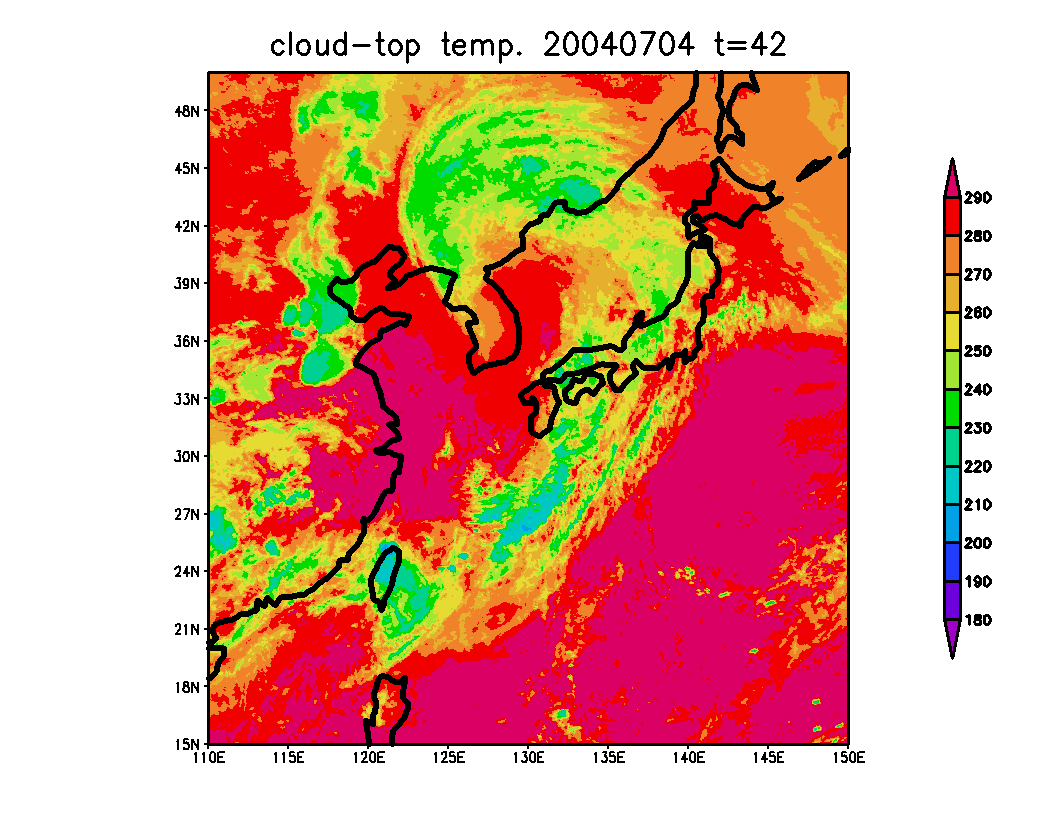 cloud-top temp. 20040704 t=42
48N
45N
42N
39N
36N
33N
30N
27N
24N
21N
18N
15N
110E 115E 120E 125E 130E 135E 140E 145E 150E
290
280
270
260
250
240
230
220
210
200
190
180